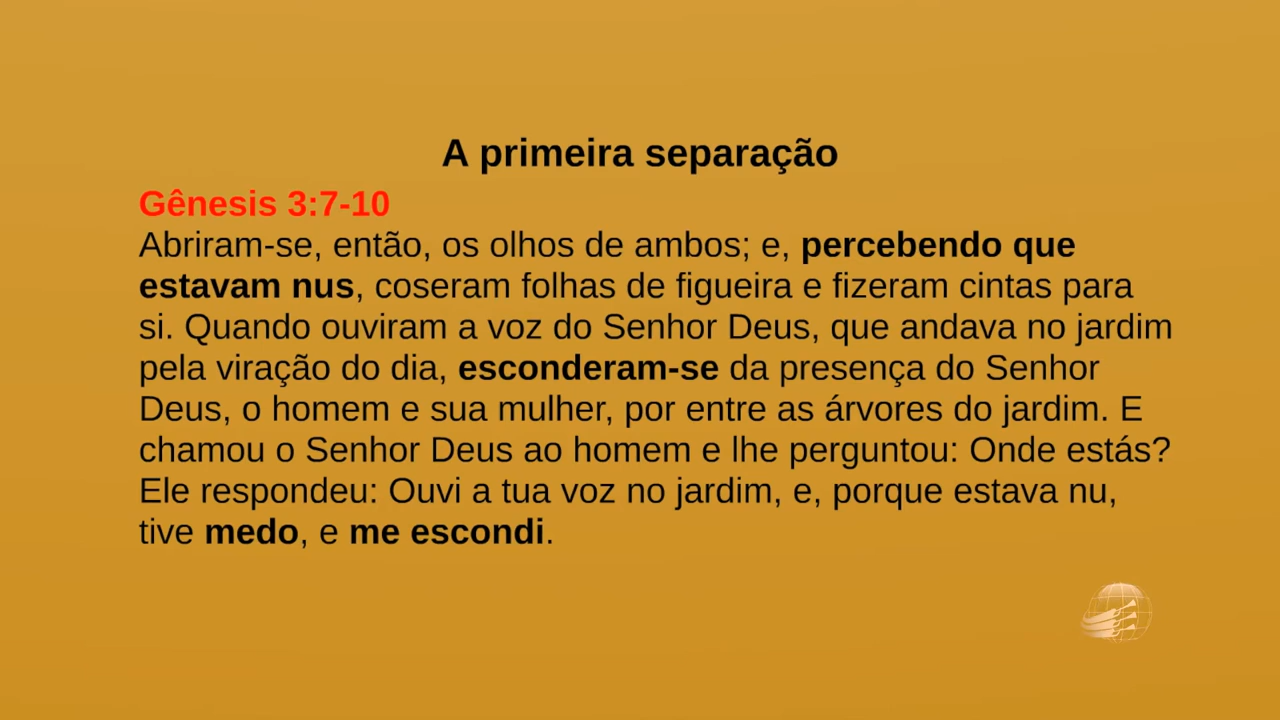 A primeira separação
Gênesis 3:7-10
Abriram-se, então, os olhos de ambos; e, percebendo que
estavam nus, coseram folhas de figueira e fizeram cintas para
si. Quando ouviram a voz do Senhor Deus, que andava no jardim
pela viração do dia, esconderam-se da presença do Senhor
Deus, o homem e sua mulher, por entre as árvores do jardim. E
chamou o Senhor Deus ao homem e lhe perguntou: Onde estás?
Ele respondeu: Ouvi a tua voz no jardim, e, porque estava nu,
tive medo, e me escondi.